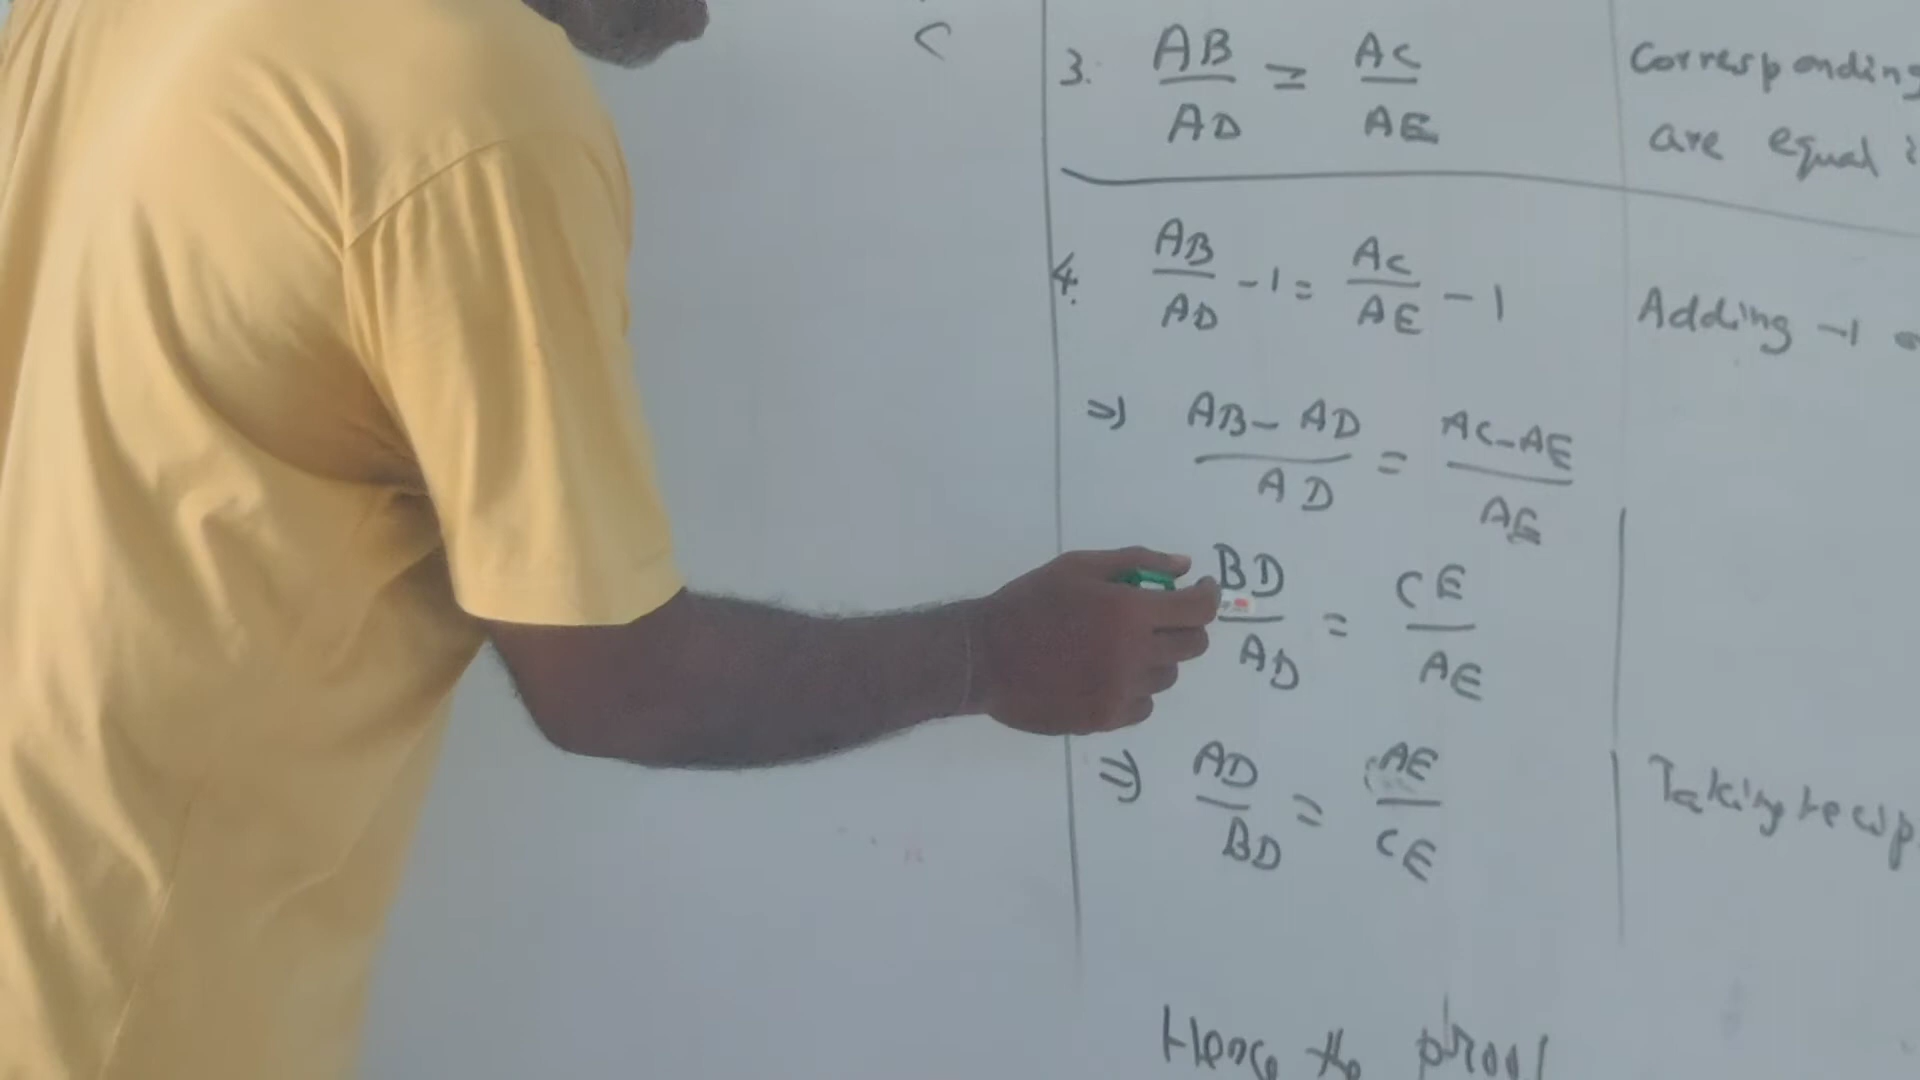 C
3. AB/AD = AC/AE Corresponding
are equal
4. AB/AD - 1 = AC/AE - 1 Adding -1
⇒ AB - AD/AD = AC - AE/AE
BD/AD = CE/AE
⇒ AD/BD = AE/CE Taking recip
Hence the proof